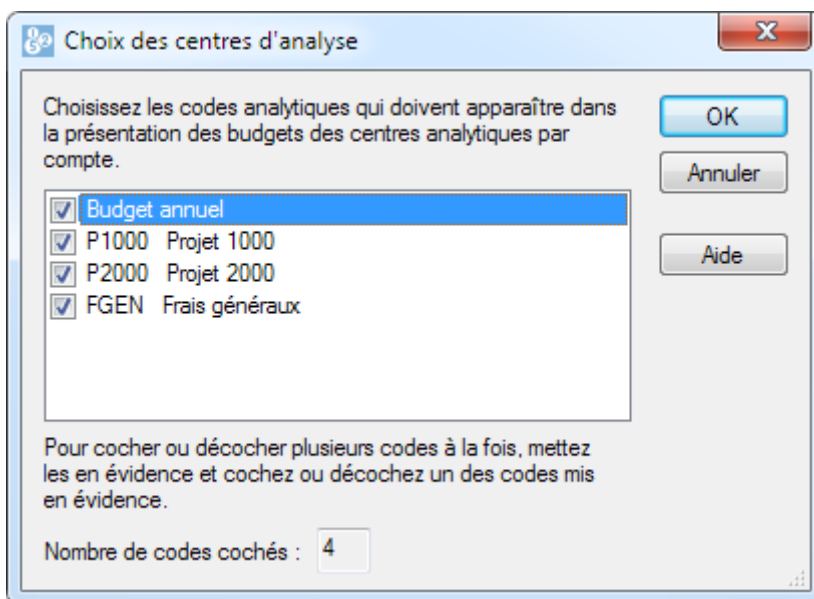 Choix des centres d'analyse
Choisissez les codes analytiques qui doivent apparaître dans
la présentation des budgets des centres analytiques par
compte.
OK
Annuler
Aide
Budget annuel
P1000 Projet 1000
P2000 Projet 2000
FGEN Frais généraux
Pour cocher ou décocher plusieurs codes à la fois, mettez
les en évidence et cochez ou décochez un des codes mis
en évidence.
Nombre de codes cochés : 4